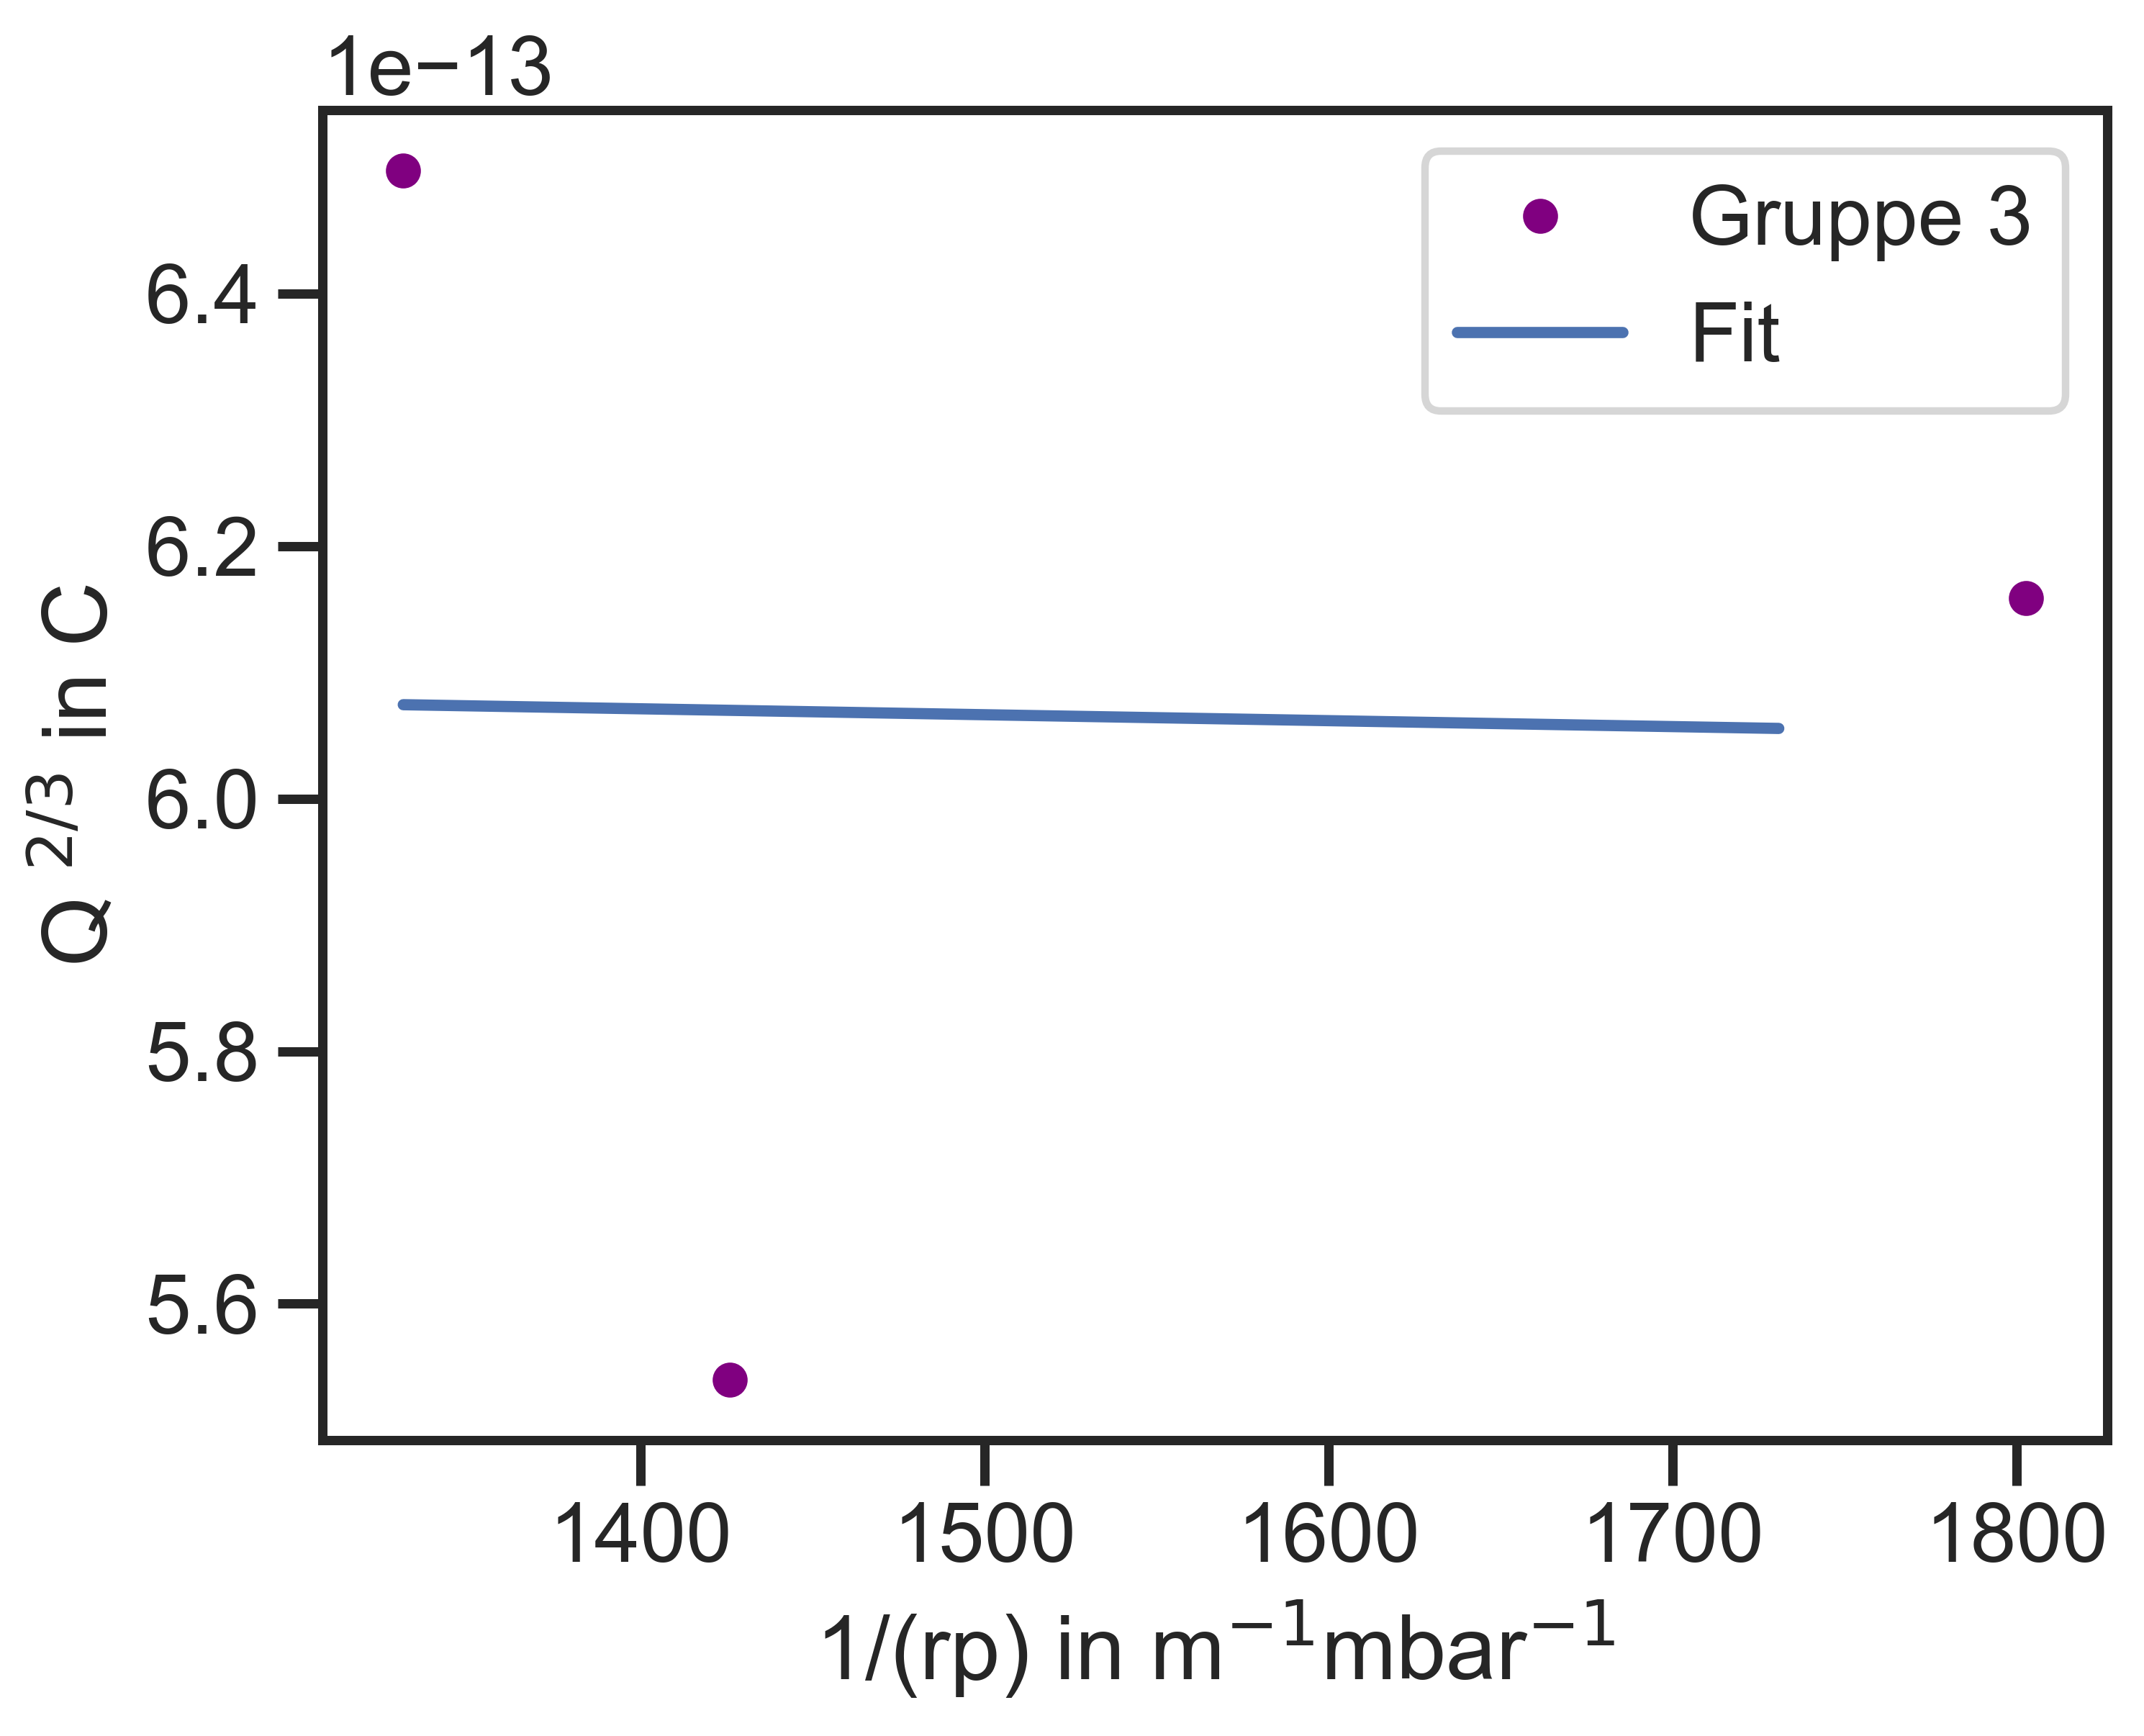 1e−13
Gruppe 3
Fit
6.4
6.2
6.0
5.8
5.6
Q^{2/3} in C
1400 1500 1600 1700 1800
1/(rp) in m⁻¹mbar⁻¹